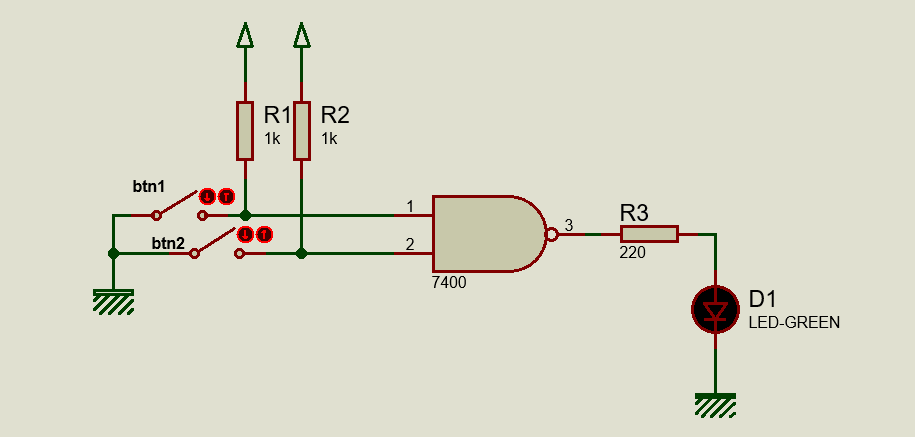 R1
1k
R2
1k
btn1
btn2
1
2
3
7400
R3
220
D1
LED-GREEN